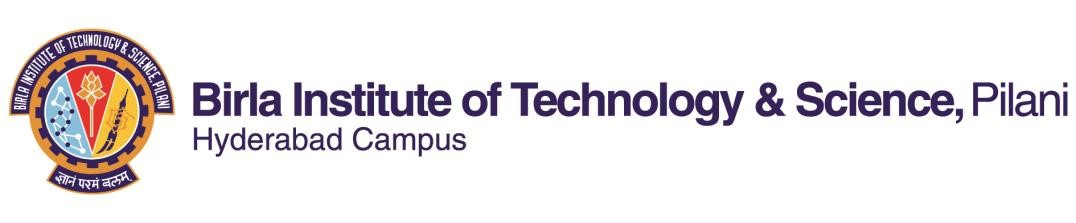 BIRLA INSTITUTE OF TECHNOLOGY & SCIENCE, PILANI
ज्ञानं परमं बलम्
Birla Institute of Technology & Science, Pilani
Hyderabad Campus